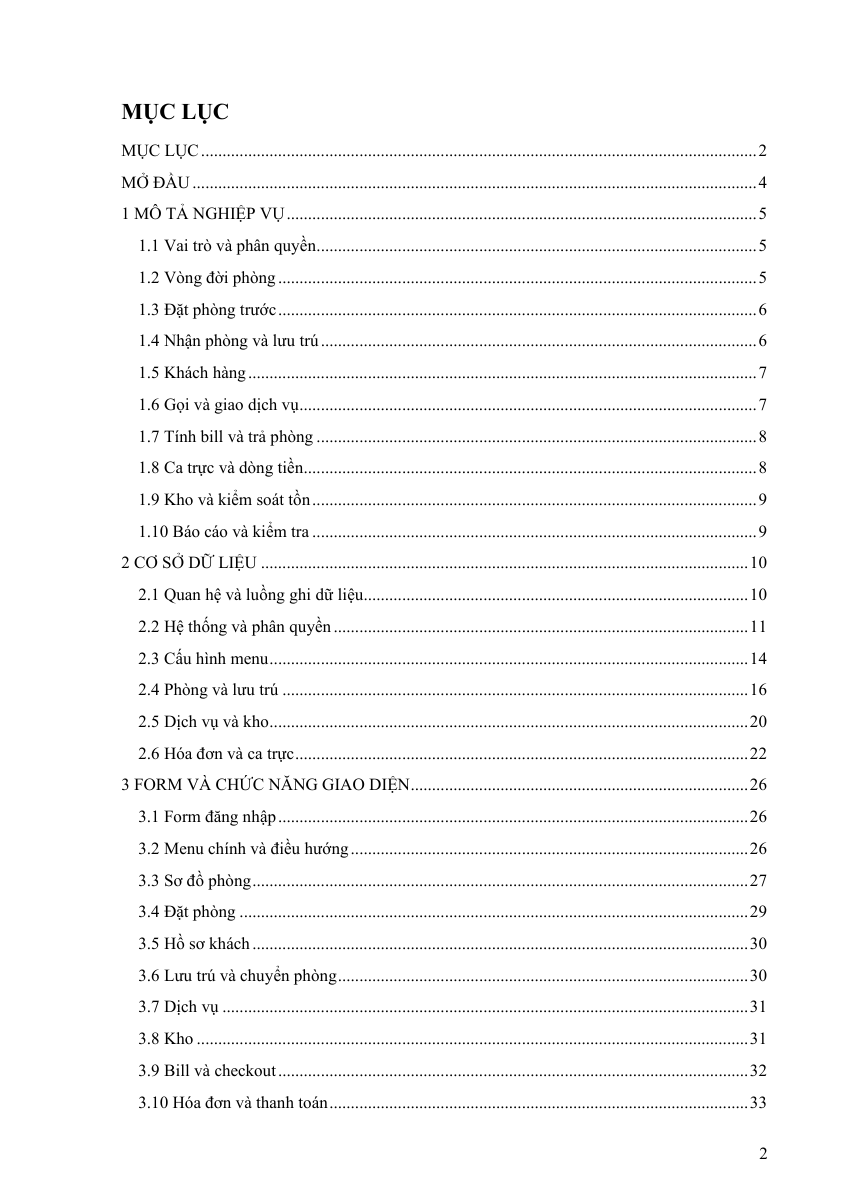 MỤC LỤC
MỤC LỤC ........ 2
MỞ ĐẦU ........ 4
1 MÔ TẢ NGHIỆP VỤ ........ 5
1.1 Vai trò và phân quyền ........ 5
1.2 Vòng đời phòng ........ 5
1.3 Đặt phòng trước ........ 6
1.4 Nhận phòng và lưu trú ........ 6
1.5 Khách hàng ........ 7
1.6 Gọi và giao dịch vụ ........ 7
1.7 Tính bill và trả phòng ........ 8
1.8 Ca trực và dòng tiền ........ 8
1.9 Kho và kiểm soát tồn ........ 9
1.10 Báo cáo và kiểm tra ........ 9
2 CƠ SỞ DỮ LIỆU ........ 10
2.1 Quan hệ và luồng ghi dữ liệu ........ 10
2.2 Hệ thống và phân quyền ........ 11
2.3 Cấu hình menu ........ 14
2.4 Phòng và lưu trú ........ 16
2.5 Dịch vụ và kho ........ 20
2.6 Hóa đơn và ca trực ........ 22
3 FORM VÀ CHỨC NĂNG GIAO DIỆN ........ 26
3.1 Form đăng nhập ........ 26
3.2 Menu chính và điều hướng ........ 26
3.3 Sơ đồ phòng ........ 27
3.4 Đặt phòng ........ 29
3.5 Hồ sơ khách ........ 30
3.6 Lưu trú và chuyển phòng ........ 30
3.7 Dịch vụ ........ 31
3.8 Kho ........ 31
3.9 Bill và checkout ........ 32
3.10 Hóa đơn và thanh toán ........ 33
2